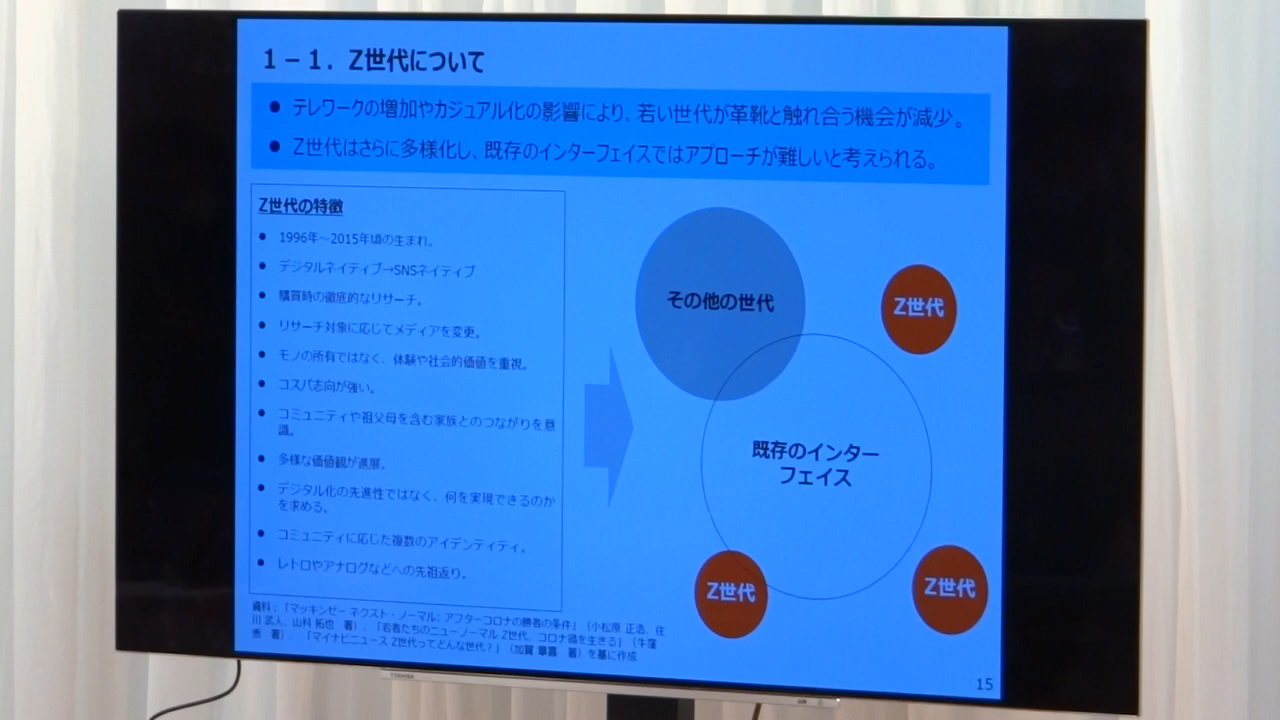 1－1．Z世代について
● テレワークの増加やカジュアル化の影響により、若い世代が革靴と触れ合う機会が減少。
● Z世代はさらに多様化し、既存のインターフェイスではアプローチが難しいと考えられる。
Z世代の特徴
● 1996年～2015年頃の生まれ。
● デジタルネイティブ→SNSネイティブ
● 購買時の徹底的なリサーチ。
● リサーチ対象に応じてメディアを変更。
● モノの所有ではなく、体験や社会的価値を重視。
● コスパ志向が強い。
● コミュニティや祖父母を含む家族とのつながりを意
識。
● 多様な価値観が進展。
● デジタル化の先進性ではなく、何を実現できるのか
を求める。
● コミュニティに応じた複数のアイデンティティ。
● レトロやアナログなどへの先祖返り。
その他の世代
Z世代
既存のインター
フェイス
Z世代
Z世代
資料：「マッキンゼー ネクスト・ノーマル: アフターコロナの勝者の条件」（小松原 正浩、住
川 武人、山科 拓也 著）、「若者たちのニューノーマル Z世代、コロナ禍を生きる」（牛窪
恵 著）、「マイナビニュース Z世代ってどんな世代？」（加賀 章喜 著）を基に作成
15
TOSHIBA